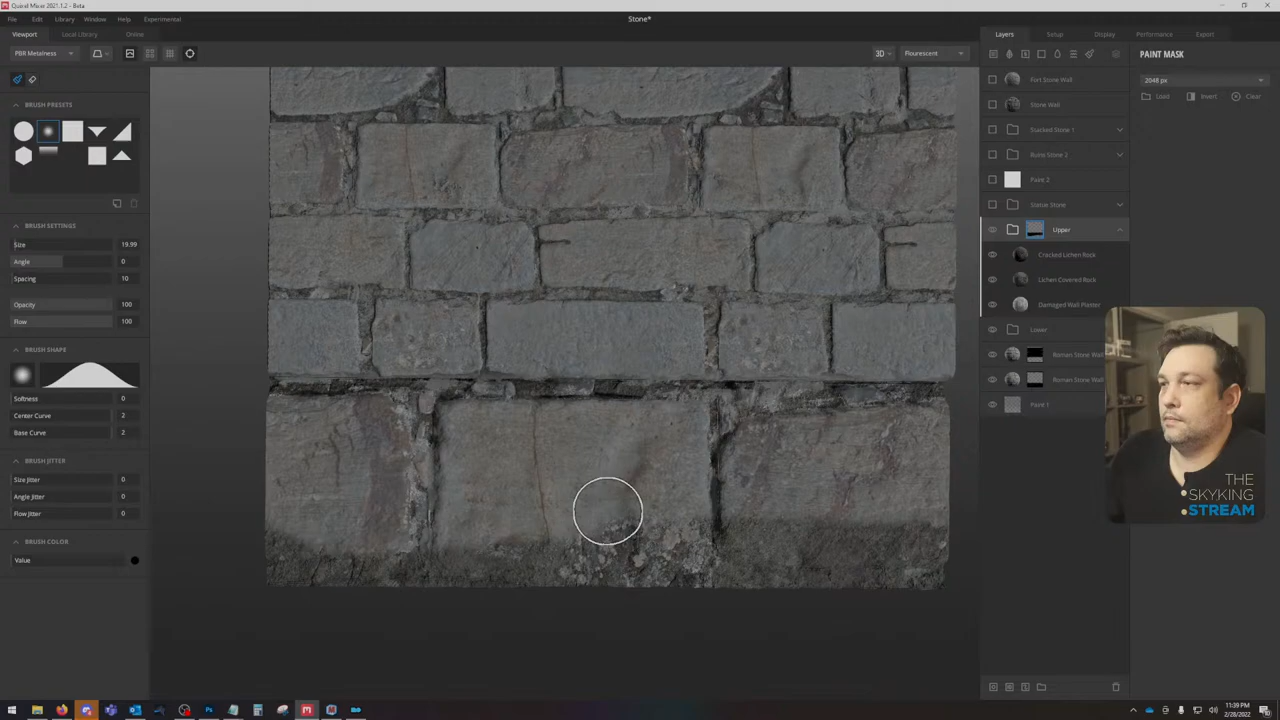 Quixel Mixer 2021.1.2 - Beta
File Edit Library Window Help Experimental
Stone*
Viewport Local Library Online
Layers Setup Display Performance Export
PBR Metalness
3D
Flourescent
PAINT MASK
2048 px
Load Invert Clear
BRUSH PRESETS
BRUSH SETTINGS
Size 19.99
Angle 0
Spacing 10
Opacity 100
Flow 100
BRUSH SHAPE
Softness 0
Center Curve 2
Base Curve 2
BRUSH JITTER
Size Jitter 0
Angle Jitter 0
Flow Jitter 0
BRUSH COLOR
Value
Fort Stone Wall
Stone Wall
Stacked Stone 1
Ruins Stone 2
Paint 2
Statue Stone
Upper
Cracked Lichen Rock
Lichen Covered Rock
Damaged Wall Plaster
Lower
Roman Stone Wall
Roman Stone Wall
Paint 1
THE
SKYKING
STREAM
11:39 PM
2/28/2022